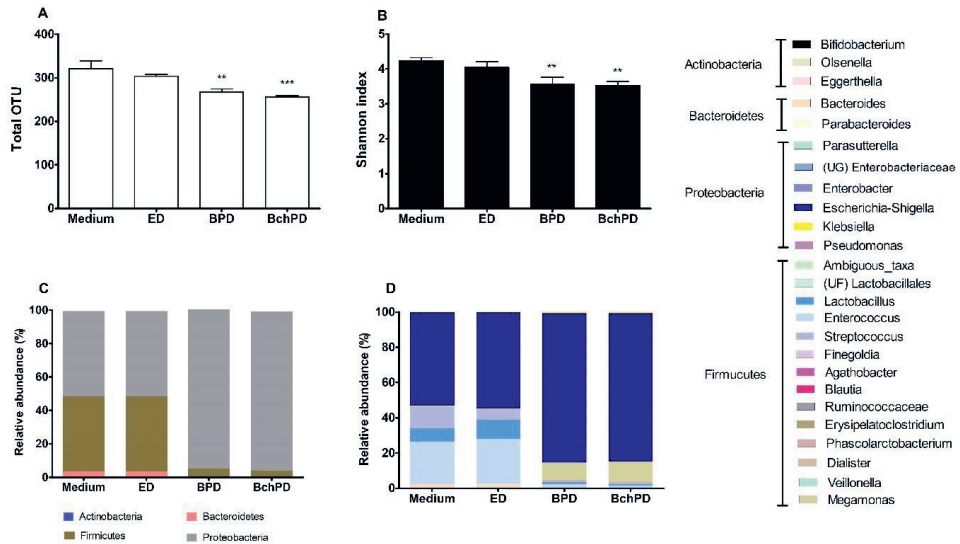 A
Total OTU
400
300
200
100
0
**
***
Medium ED BPD BchPD
B
Shannon index
5
4
3
2
1
0
**
**
Medium ED BPD BchPD
C
Relative abundance (%)
100
80
60
40
20
0
Medium ED BPD BchPD
Actinobacteria
Bacteroidetes
Firmicutes
Proteobacteria
D
Relative abundance (%)
100
80
60
40
20
0
Medium ED BPD BchPD
Actinobacteria
Bifidobacterium
Olsenella
Eggerthella
Bacteroidetes
Bacteroides
Parabacteroides
Proteobacteria
Parasutterella
(UG) Enterobacteriaceae
Enterobacter
Escherichia-Shigella
Klebsiella
Pseudomonas
Firmucutes
Ambiguous_taxa
(UF) Lactobacillales
Lactobacillus
Enterococcus
Streptococcus
Finegoldia
Agathobacter
Blautia
Ruminococcaceae
Erysipelatoclostridium
Phascolarctobacterium
Dialister
Veillonella
Megamonas